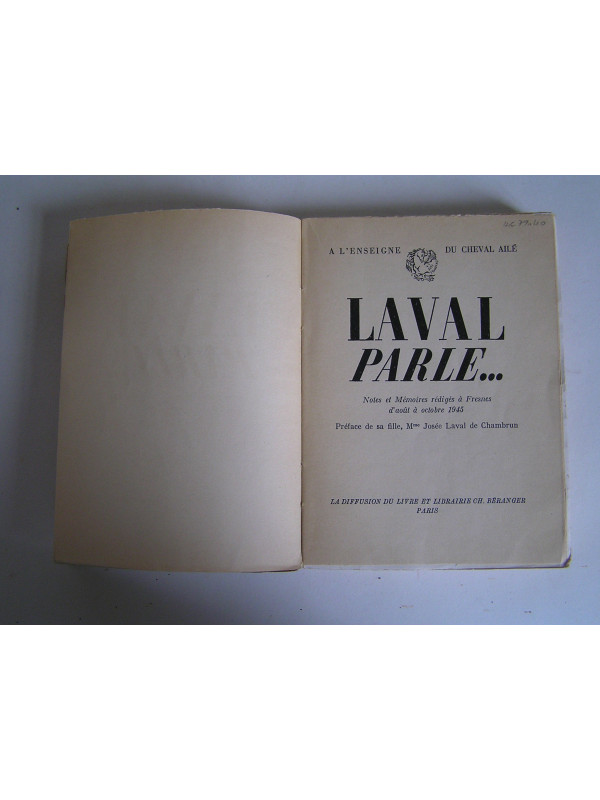 A L'ENSEIGNE DU CHEVAL AILÉ
LAVAL
PARLE...
Notes et Mémoires rédigés à Fresnes
d'août à octobre 1945
Préface de sa fille, Mme Josée Laval de Chambrun
LA DIFFUSION DU LIVRE ET LIBRAIRIE CH. BÉRANGER
PARIS